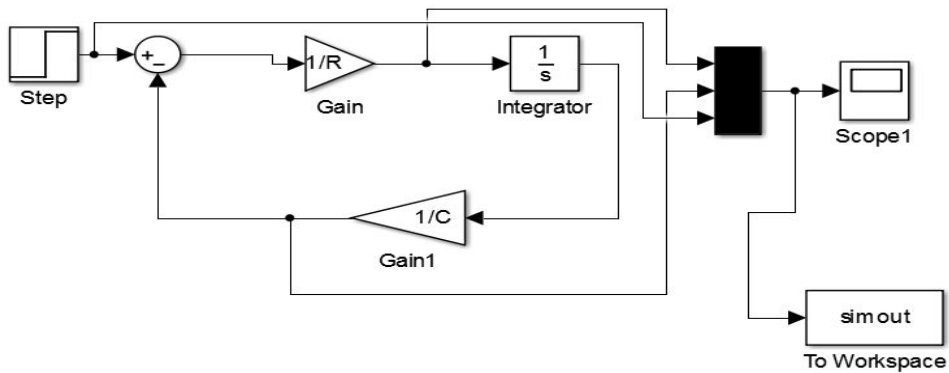 Step
+
−
1/R
Gain
1
s
Integrator
Scope1
1/C
Gain1
simout
To Workspace